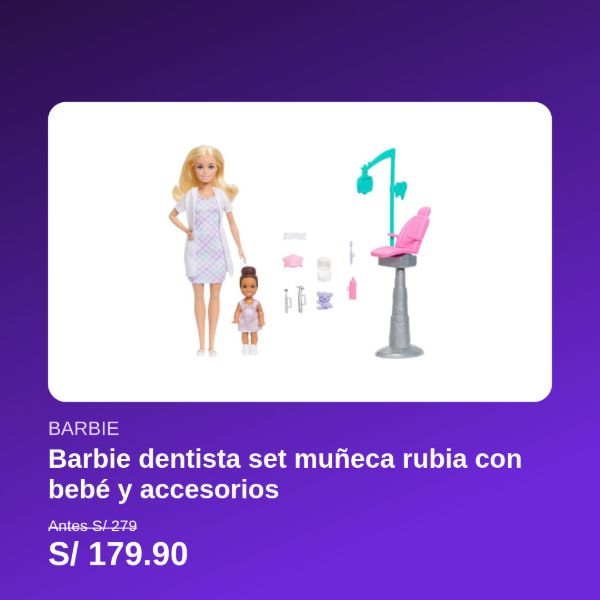 BARBIE
Barbie dentista set muñeca rubia con
bebé y accesorios
Antes S/ 279
S/ 179.90